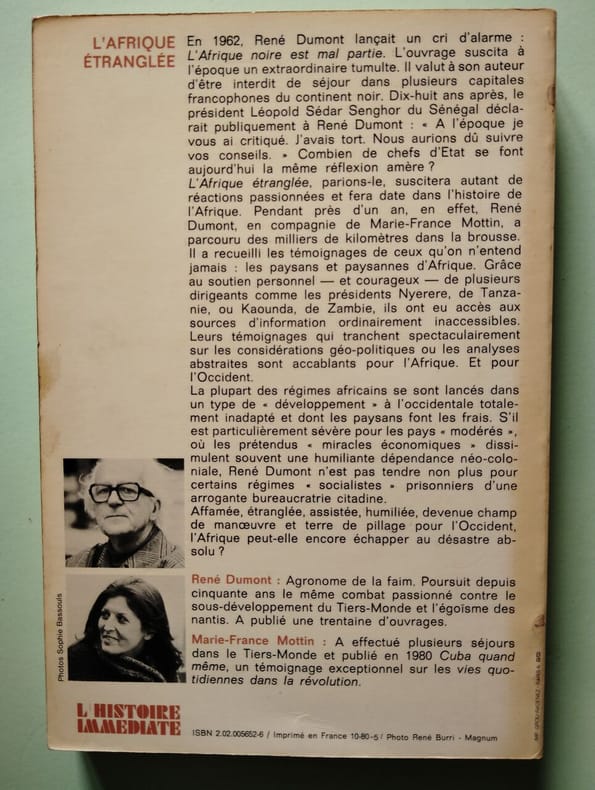 L'AFRIQUE
ÉTRANGLÉE
En 1962, René Dumont lançait un cri d'alarme :
L'Afrique noire est mal partie. L'ouvrage suscita à
l'époque un extraordinaire tumulte. Il valut à son auteur
d'être interdit de séjour dans plusieurs capitales
francophones du continent noir. Dix-huit ans après, le
président Léopold Sédar Senghor du Sénégal décla-
rait publiquement à René Dumont : « A l'époque je
vous ai critiqué. J'avais tort. Nous aurions dû suivre
vos conseils. » Combien de chefs d'Etat se font
aujourd'hui la même réflexion amère ?
L'Afrique étranglée, parions-le, suscitera autant de
réactions passionnées et fera date dans l'histoire de
l'Afrique. Pendant près d'un an, en effet, René
Dumont, en compagnie de Marie-France Mottin, a
parcouru des milliers de kilomètres dans la brousse.
Il a recueilli les témoignages de ceux qu'on n'entend
jamais : les paysans et paysannes d'Afrique. Grâce
au soutien personnel — et courageux — de plusieurs
dirigeants comme les présidents Nyerere, de Tanza-
nie, ou Kaounda, de Zambie, ils ont eu accès aux
sources d'information ordinairement inaccessibles.
Leurs témoignages qui tranchent spectaculairement
sur les considérations géo-politiques ou les analyses
abstraites sont accablants pour l'Afrique. Et pour
l'Occident.
La plupart des régimes africains se sont lancés dans
un type de « développement » à l'occidentale totale-
ment inadapté et dont les paysans font les frais. S'il
est particulièrement sévère pour les pays « modérés »,
où les prétendus « miracles économiques » dissi-
mulent souvent une humiliante dépendance néo-colo-
niale, René Dumont n'est pas tendre non plus pour
certains régimes « socialistes » prisonniers d'une
arrogante bureaucratrie citadine.
Affamée, étranglée, assistée, humiliée, devenue champ
de manœuvre et terre de pillage pour l'Occident,
l'Afrique peut-elle encore échapper au désastre ab-
solu ?
René Dumont : Agronome de la faim. Poursuit depuis
cinquante ans le même combat passionné contre le
sous-développement du Tiers-Monde et l'égoïsme des
nantis. A publié une trentaine d'ouvrages.
Marie-France Mottin : A effectué plusieurs séjours
dans le Tiers-Monde et publié en 1980 Cuba quand
même, un témoignage exceptionnel sur les vies quo-
tidiennes dans la révolution.
Photos Sophie Bassouls
L'HISTOIRE
IMMEDIATE
ISBN 2.02.005652-6 / Imprimé en France 10-80-5 / Photo René Burri - Magnum